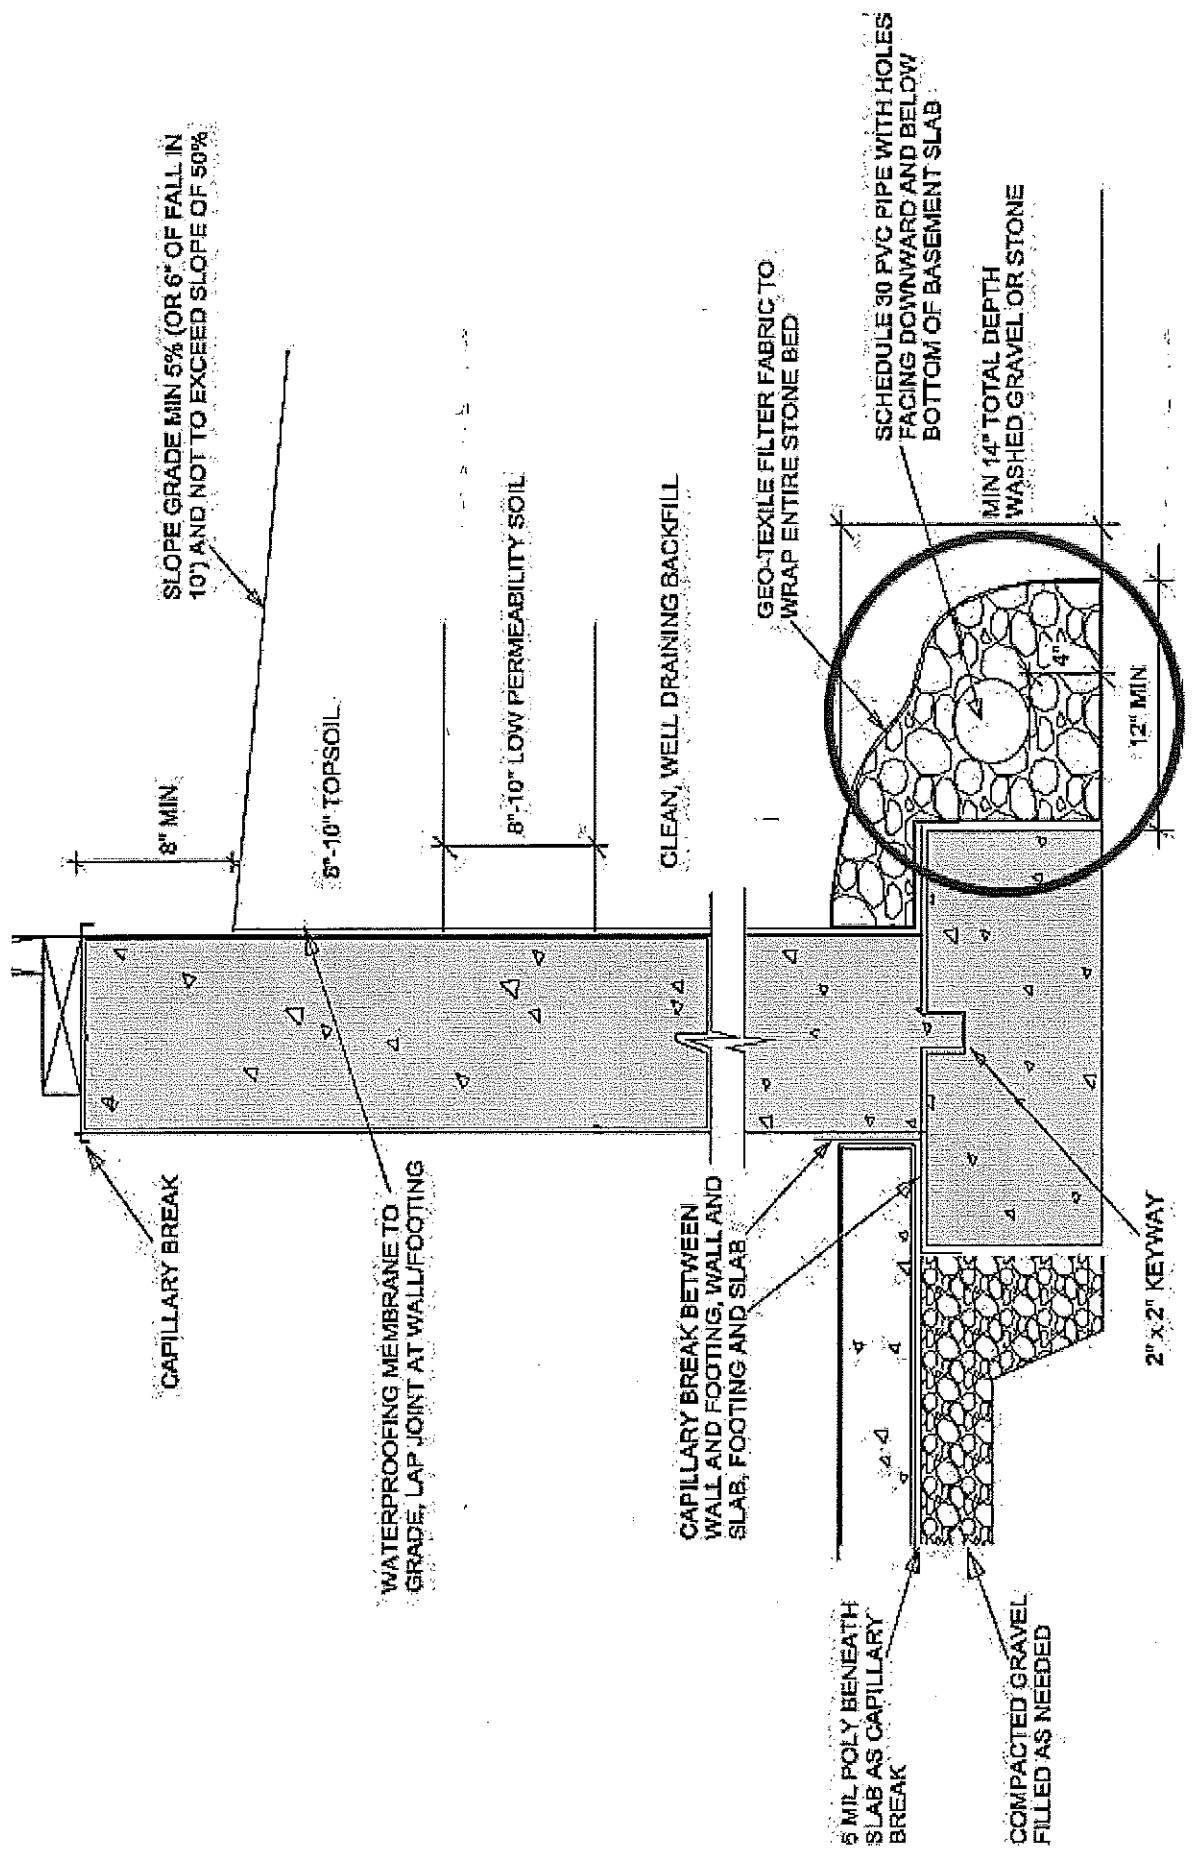 SLOPE GRADE MIN 5% (OR 6" OF FALL IN
10') AND NOT TO EXCEED SLOPE OF 50%
8" MIN
8"-10" TOPSOIL
8"-10" LOW PERMEABILITY SOIL
CLEAN, WELL DRAINING BACKFILL
GEO-TEXILE FILTER FABRIC TO
WRAP ENTIRE STONE BED
SCHEDULE 30 PVC PIPE WITH HOLES
FACING DOWNWARD AND BELOW
BOTTOM OF BASEMENT SLAB
MIN 14" TOTAL DEPTH
WASHED GRAVEL OR STONE
4"
12" MIN
CAPILLARY BREAK
WATERPROOFING MEMBRANE TO
GRADE, LAP JOINT AT WALL/FOOTING
CAPILLARY BREAK BETWEEN
WALL AND FOOTING, WALL AND
SLAB, FOOTING AND SLAB
2" x 2" KEYWAY
MIL POLY BENEATH
SLAB AS CAPILLARY
BREAK
COMPACTED GRAVEL
FILLED AS NEEDED